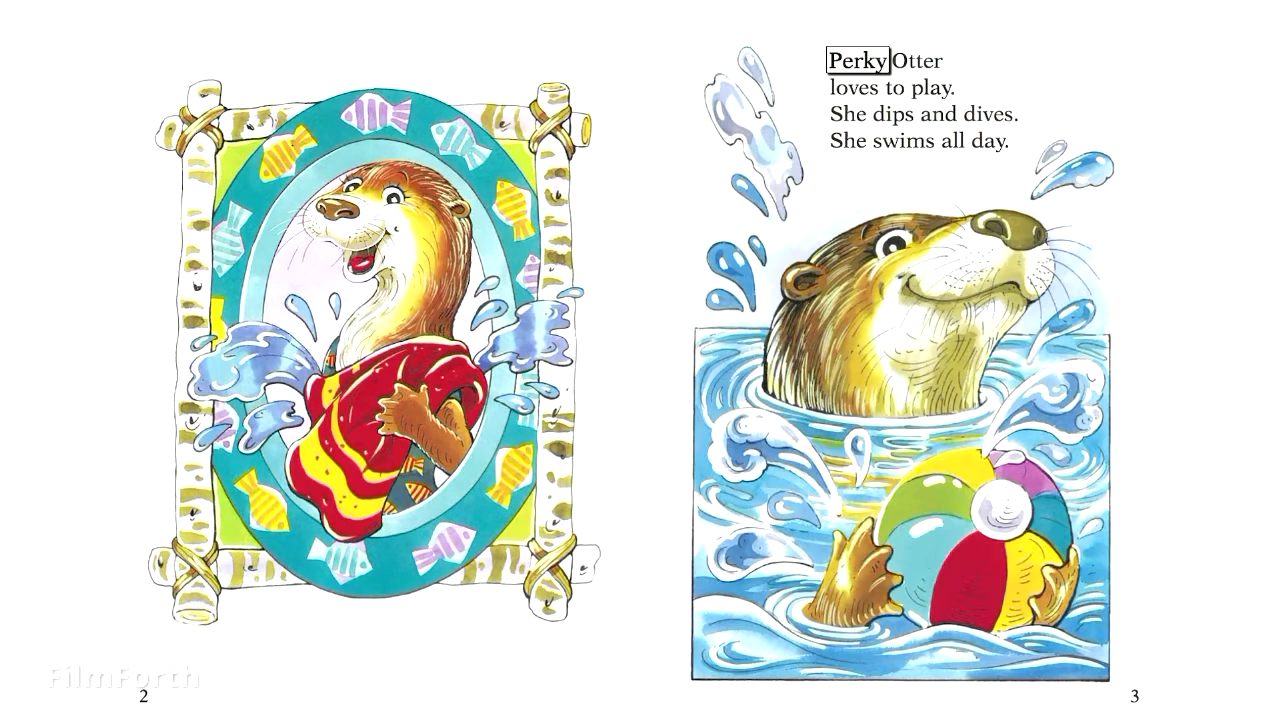 Perky Otter
loves to play.
She dips and dives.
She swims all day.
FilmForth
2
3